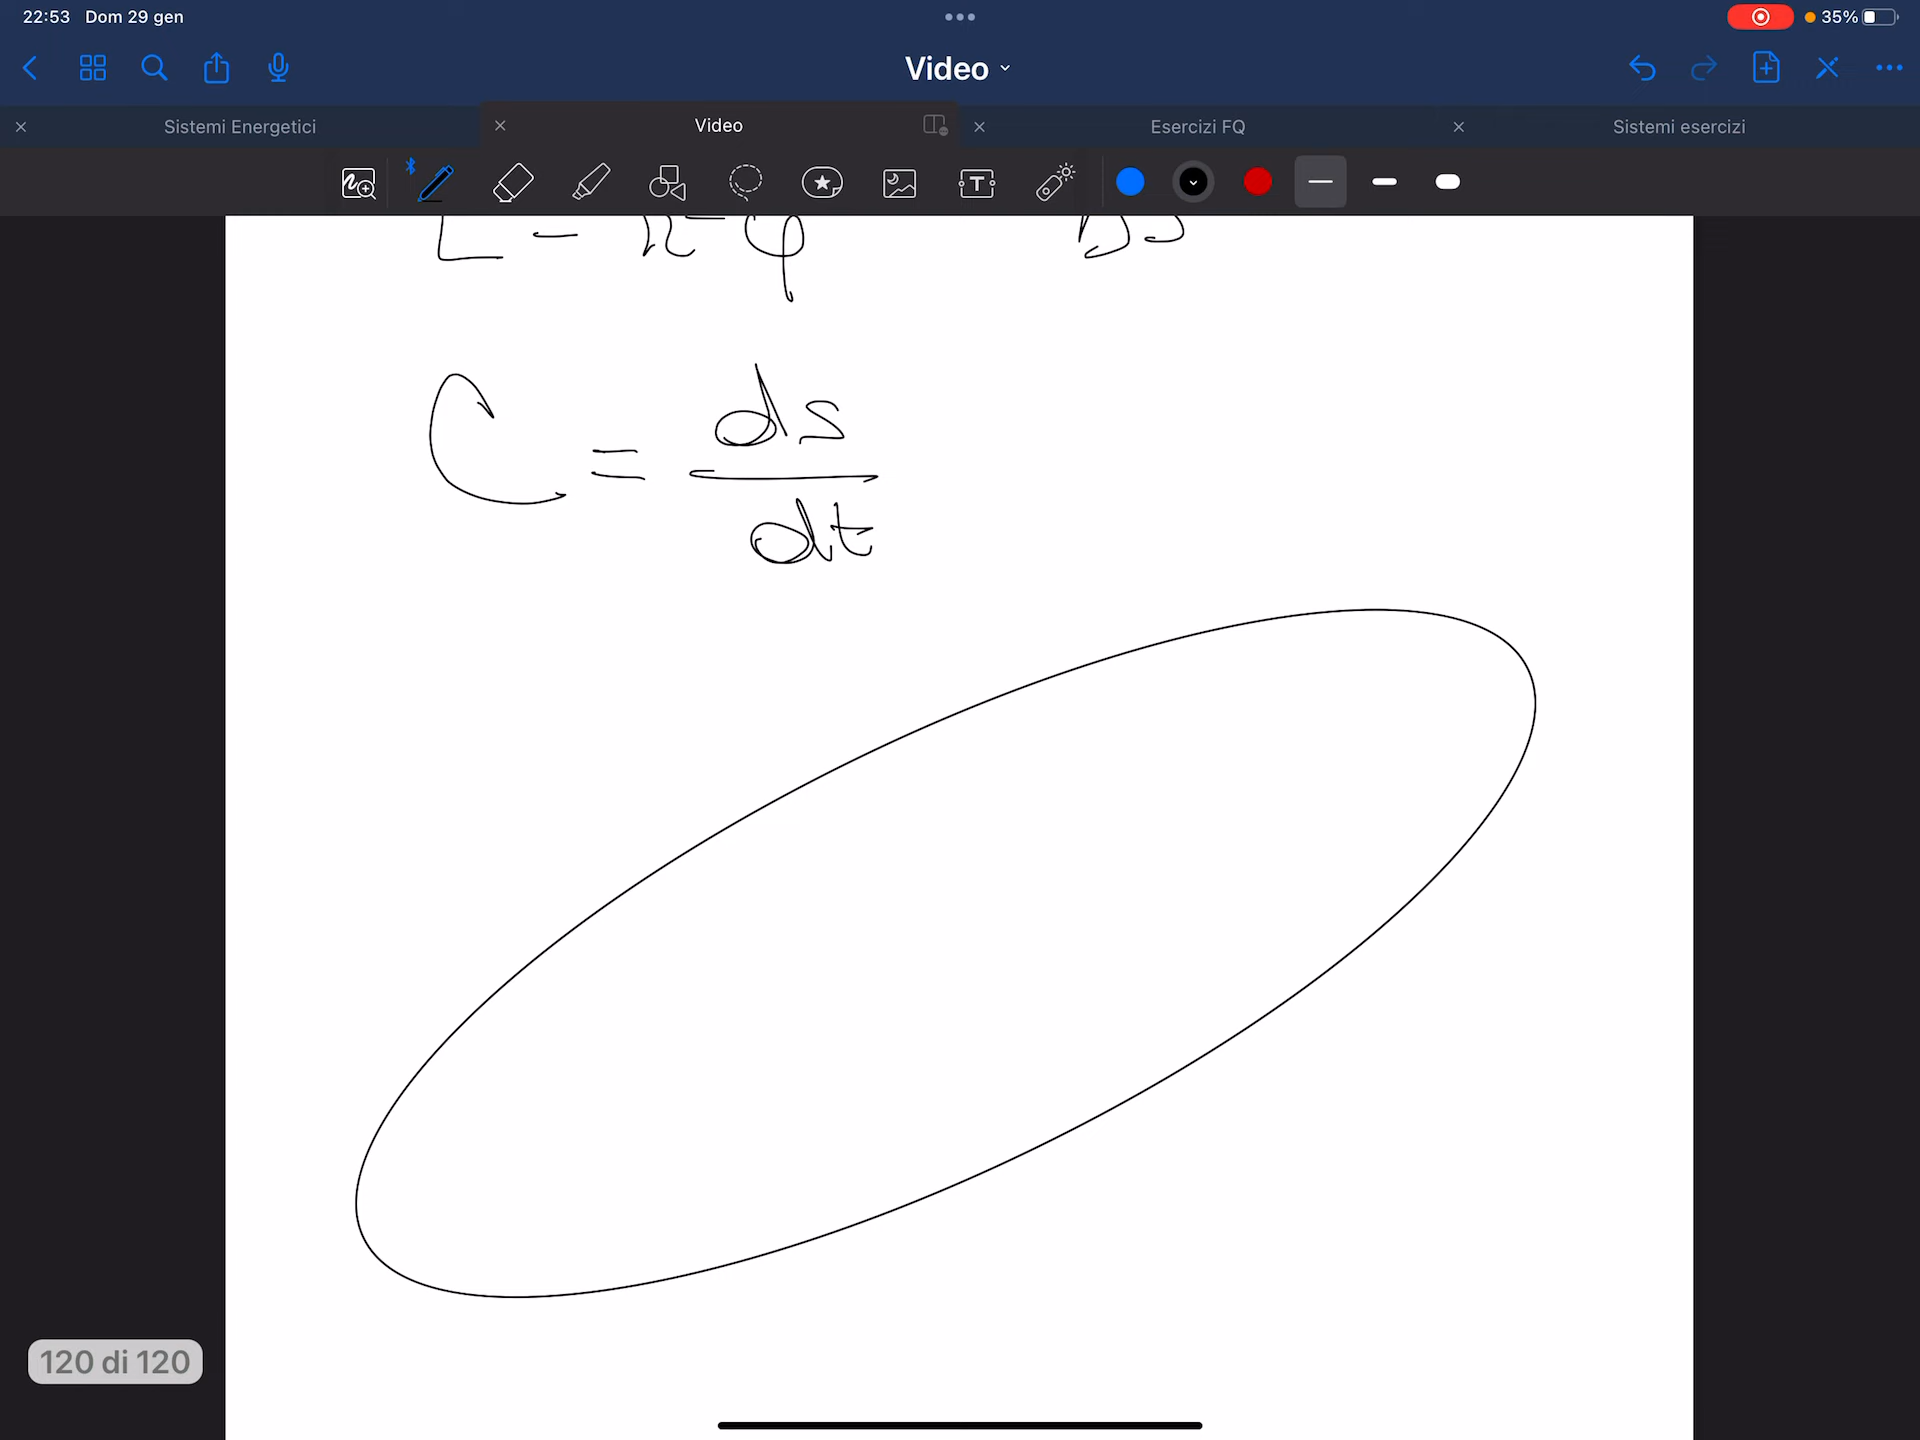 22:53 Dom 29 gen 35%
Video
Sistemi Energetici Video Esercizi FQ Sistemi esercizi
C = ds
dt
120 di 120